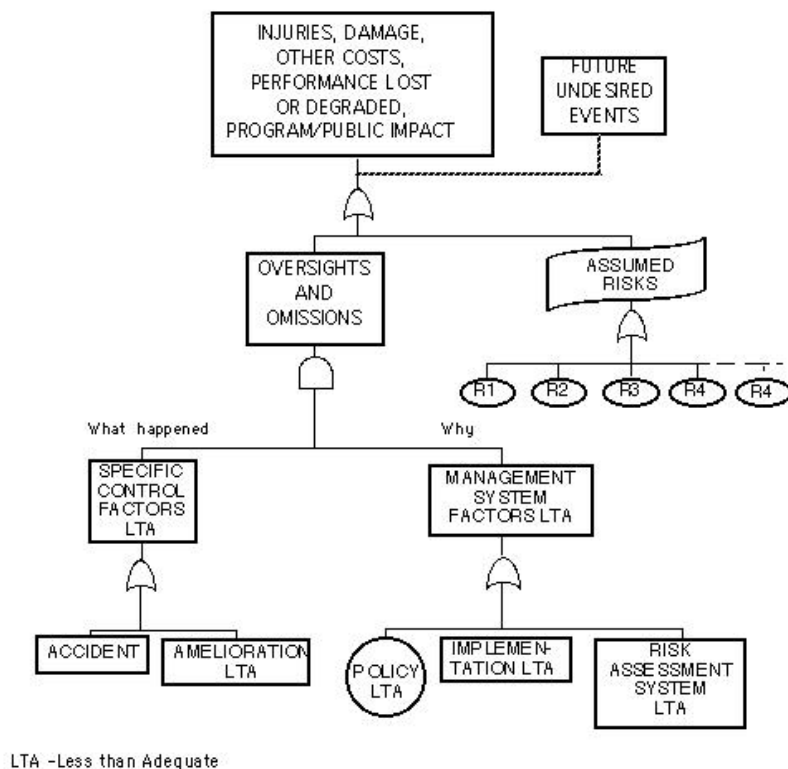 INJURIES, DAMAGE,
OTHER COSTS,
PERFORMANCE LOST
OR DEGRADED,
PROGRAM/PUBLIC IMPACT
FUTURE
UNDESIRED
EVENTS
OVERSIGHTS
AND
OMISSIONS
ASSUMED
RISKS
R1
R2
R3
R4
R4
What happened
Why
SPECIFIC
CONTROL
FACTORS
LTA
MANAGEMENT
SYSTEM
FACTORS LTA
ACCIDENT
AMELIORATION
LTA
POLICY
LTA
IMPLEMEN-
TATION LTA
RISK
ASSESSMENT
SYSTEM
LTA
LTA -Less than Adequate